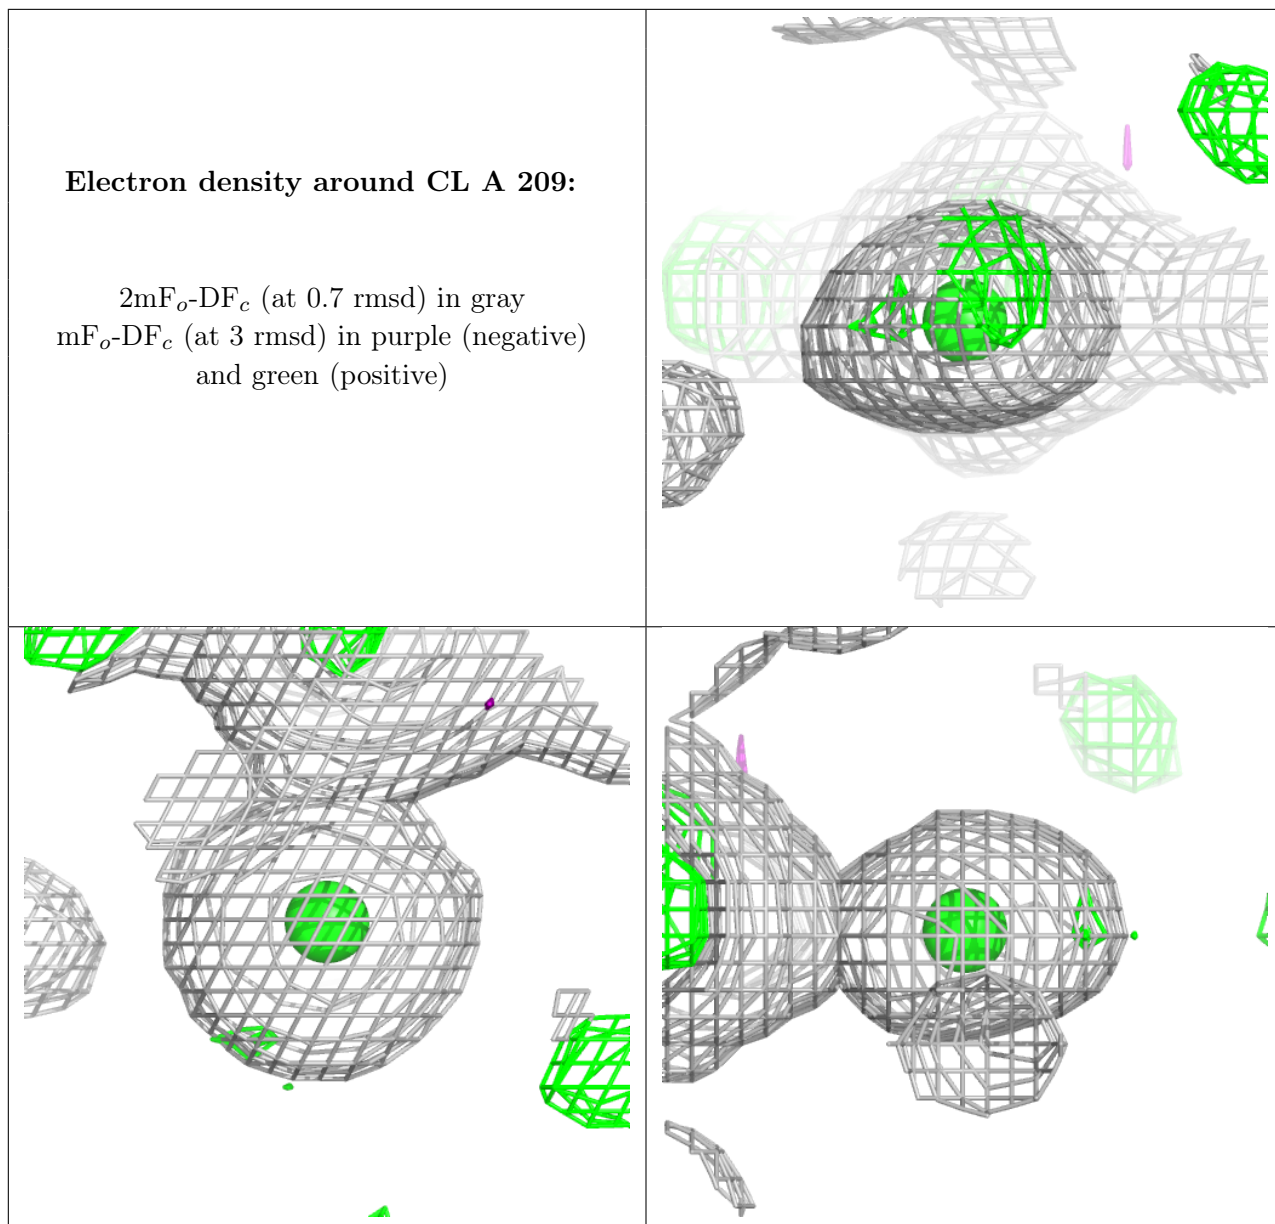 Electron density around CL A 209:
2mFo-DFc (at 0.7 rmsd) in gray
mFo-DFc (at 3 rmsd) in purple (negative)
and green (positive)